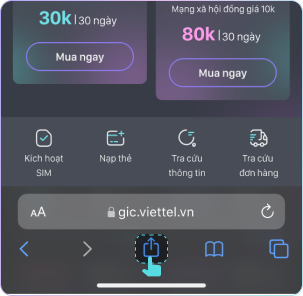 Mạng xã hội đồng giá 10k
30k |30 ngày
80k |30 ngày
Mua ngay
Mua ngay
Kích hoạt
SIM
Nạp thẻ
Tra cứu
thông tin
Tra cứu
đơn hàng
AA
gic.viettel.vn